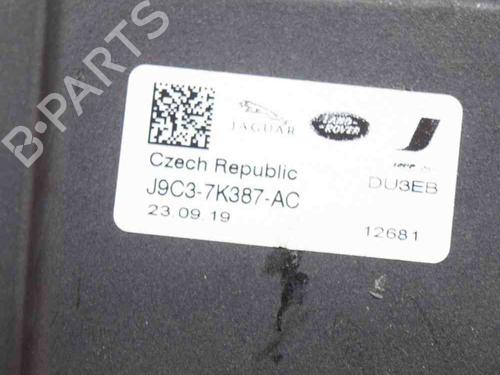 B-PARTS
JAGUAR
LAND-
ROVER
Czech Republic
DU3EB
J9C3-7K387-AC
23.09.19
12681